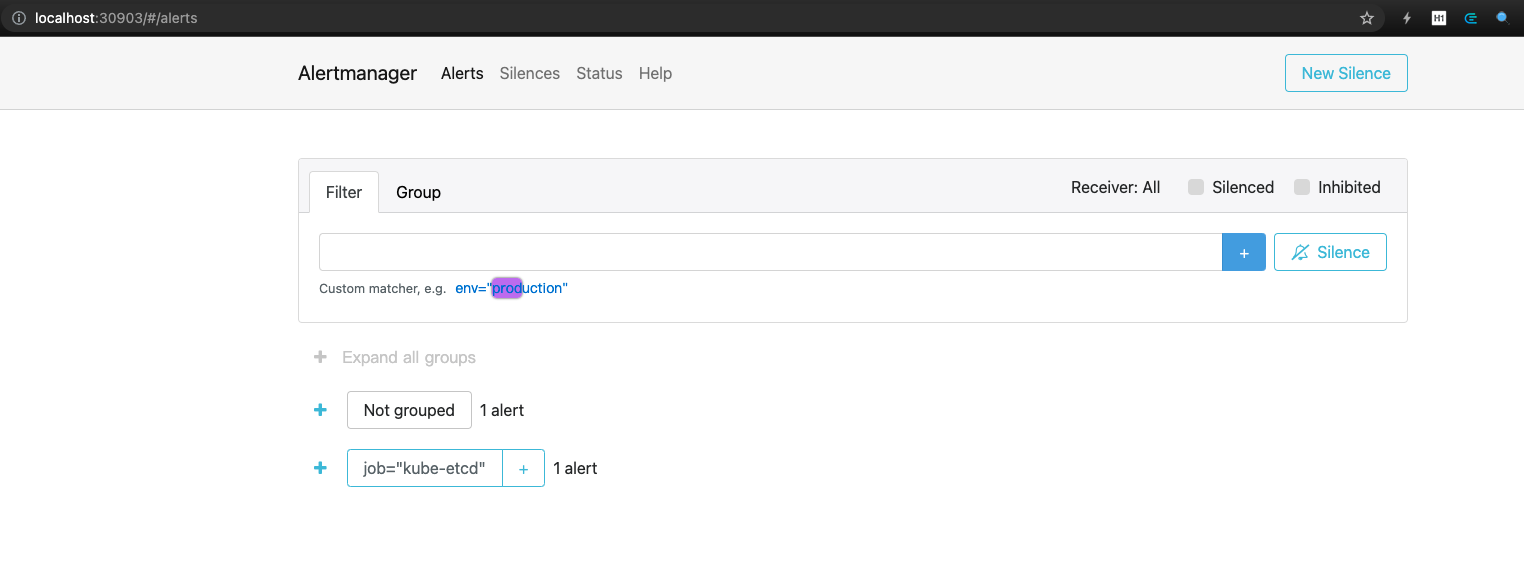 localhost:30903/#/alerts
H1
Alertmanager Alerts Silences Status Help New Silence
Filter Group Receiver: All Silenced Inhibited
+ Silence
Custom matcher, e.g. env="production"
+ Expand all groups
+ Not grouped 1 alert
+ job="kube-etcd" + 1 alert